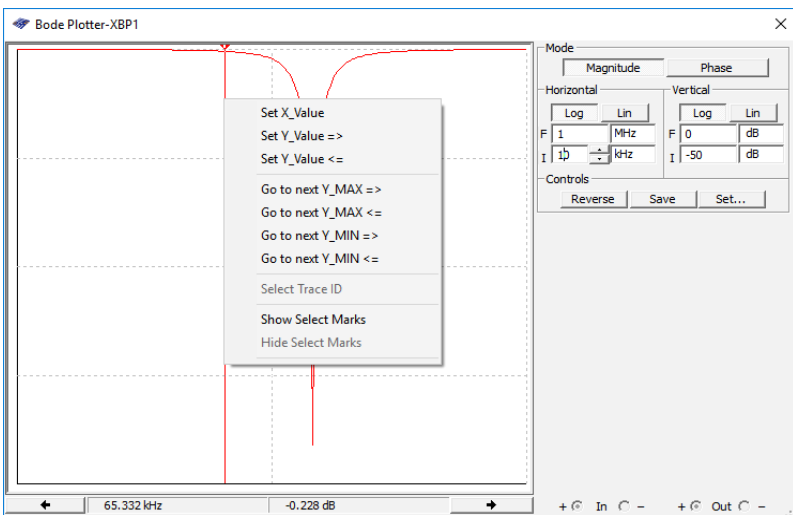 Bode Plotter-XBP1
Mode
Magnitude Phase
Horizontal Vertical
Log Lin Log Lin
F 1 MHz F 0 dB
I 10 kHz I -50 dB
Controls
Reverse Save Set...
Set X_Value
Set Y_Value =>
Set Y_Value <=
Go to next Y_MAX =>
Go to next Y_MAX <=
Go to next Y_MIN =>
Go to next Y_MIN <=
Select Trace ID
Show Select Marks
Hide Select Marks
65.332 kHz -0.228 dB
+ In - + Out -